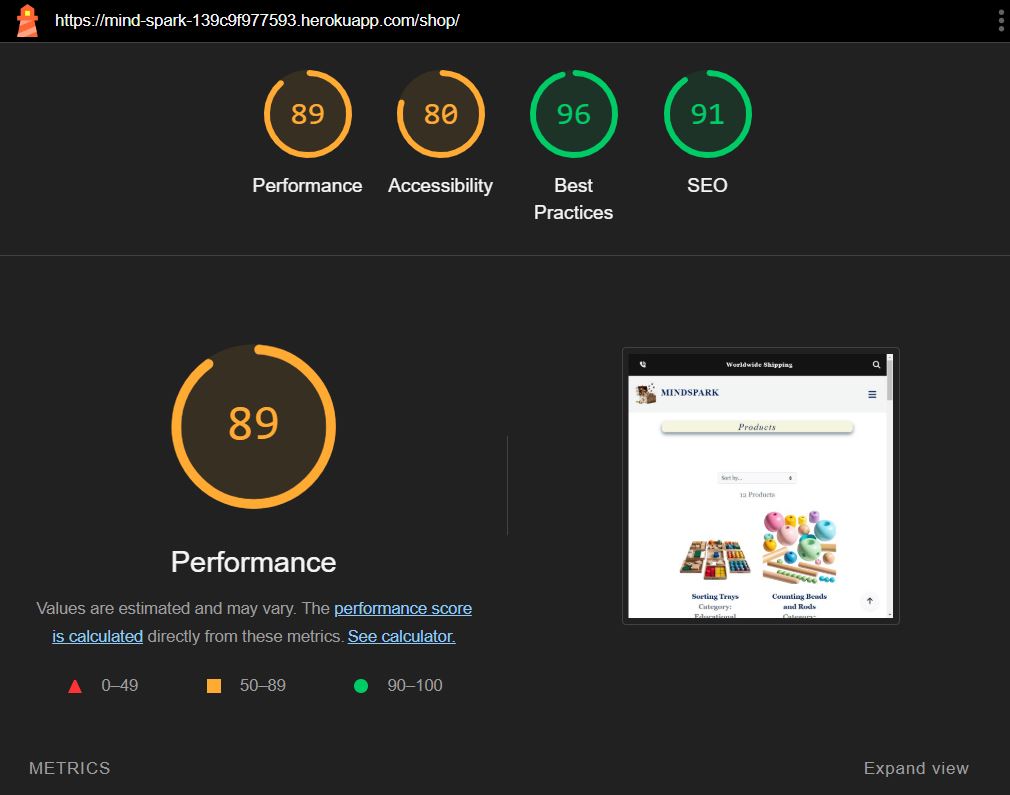 https://mind-spark-139c9f977593.herokuapp.com/shop/
89
80
96
91
Performance
Accessibility
Best
Practices
SEO
89
Performance
Values are estimated and may vary. The performance score
is calculated directly from these metrics. See calculator.
0–49
50–89
90–100
Worldwide Shipping
MINDSPARK
Products
Sort by...
12 Products
Sorting Trays
Category:
Educational
Counting Beads
and Rods
Category:
METRICS
Expand view